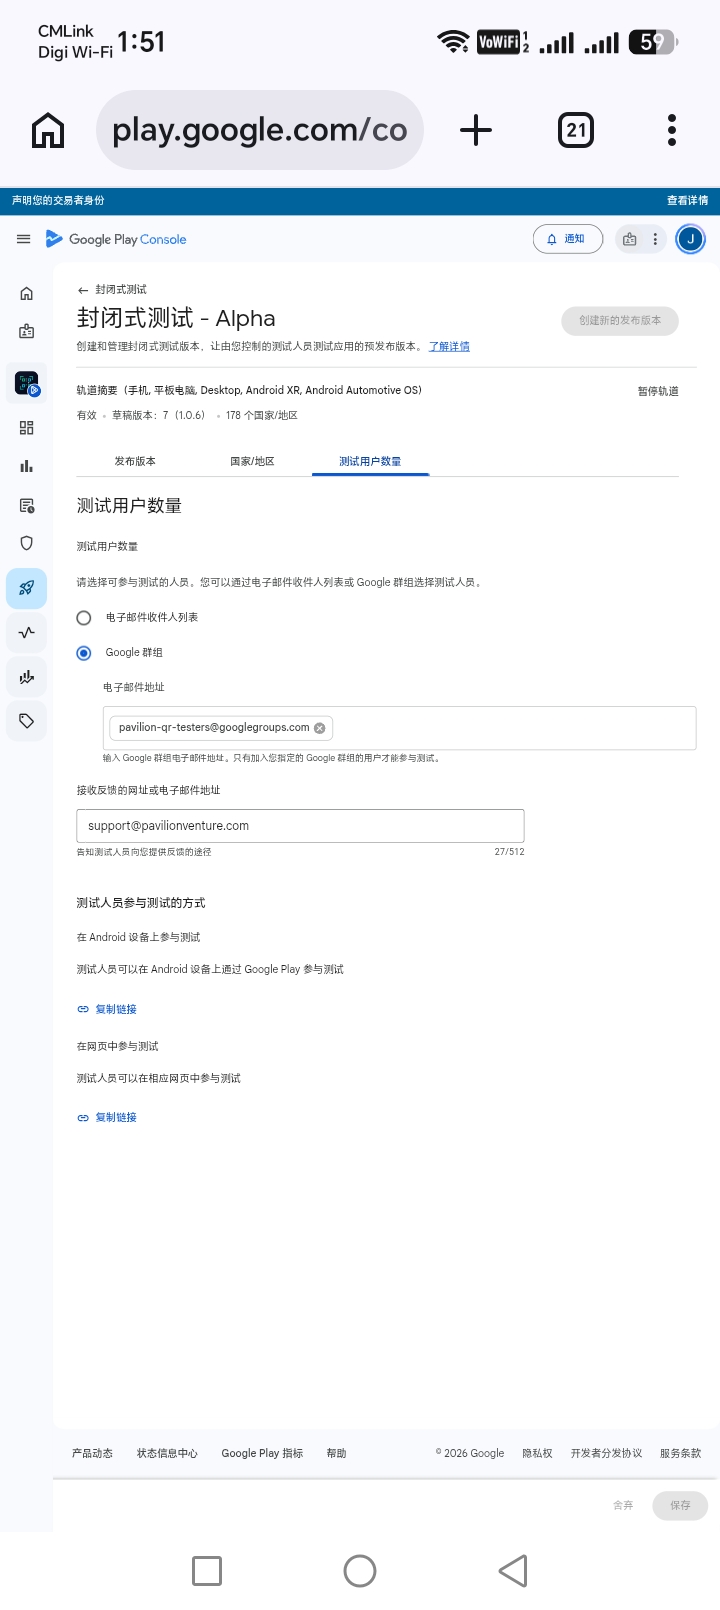 CMLink
Digi Wi-Fi
1:51
VoWiFi 1 2
59
play.google.com/co
21
声明您的交易者身份
查看详情
Google Play Console
通知
J
封闭式测试
封闭式测试 - Alpha
创建新的发布版本
创建和管理封闭式测试版本，让由您控制的测试人员测试应用的预发布版本。 了解详情
轨道摘要（手机, 平板电脑, Desktop, Android XR, Android Automotive OS）
暂停轨道
有效 • 草稿版本：7（1.0.6） • 178 个国家/地区
发布版本
国家/地区
测试用户数量
测试用户数量
测试用户数量
请选择可参与测试的人员。您可以通过电子邮件收件人列表或 Google 群组选择测试人员。
电子邮件收件人列表
Google 群组
电子邮件地址
pavilion-qr-testers@googlegroups.com
输入 Google 群组电子邮件地址。只有加入您指定的 Google 群组的用户才能参与测试。
接收反馈的网址或电子邮件地址
support@pavilionventure.com
告知测试人员向您提供反馈的途径
27/512
测试人员参与测试的方式
在 Android 设备上参与测试
测试人员可以在 Android 设备上通过 Google Play 参与测试
复制链接
在网页中参与测试
测试人员可以在相应网页中参与测试
复制链接
产品动态
状态信息中心
Google Play 指标
帮助
© 2026 Google
隐私权
开发者分发协议
服务条款
舍弃
保存